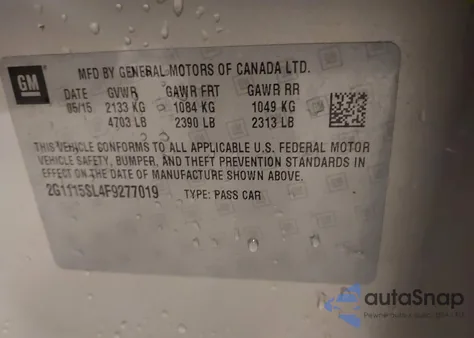 GM
MFD BY GENERAL MOTORS OF CANADA LTD.
DATE GVWR GAWR FRT GAWR RR
05/15 2133 KG 1084 KG 1049 KG
4703 LB 2390 LB 2313 LB
THIS VEHICLE CONFORMS TO ALL APPLICABLE U.S. FEDERAL MOTOR
VEHICLE SAFETY, BUMPER, AND THEFT PREVENTION STANDARDS IN
EFFECT ON THE DATE OF MANUFACTURE SHOWN ABOVE.
2G1115SL4F9277019 TYPE: PASS CAR
autaSnap